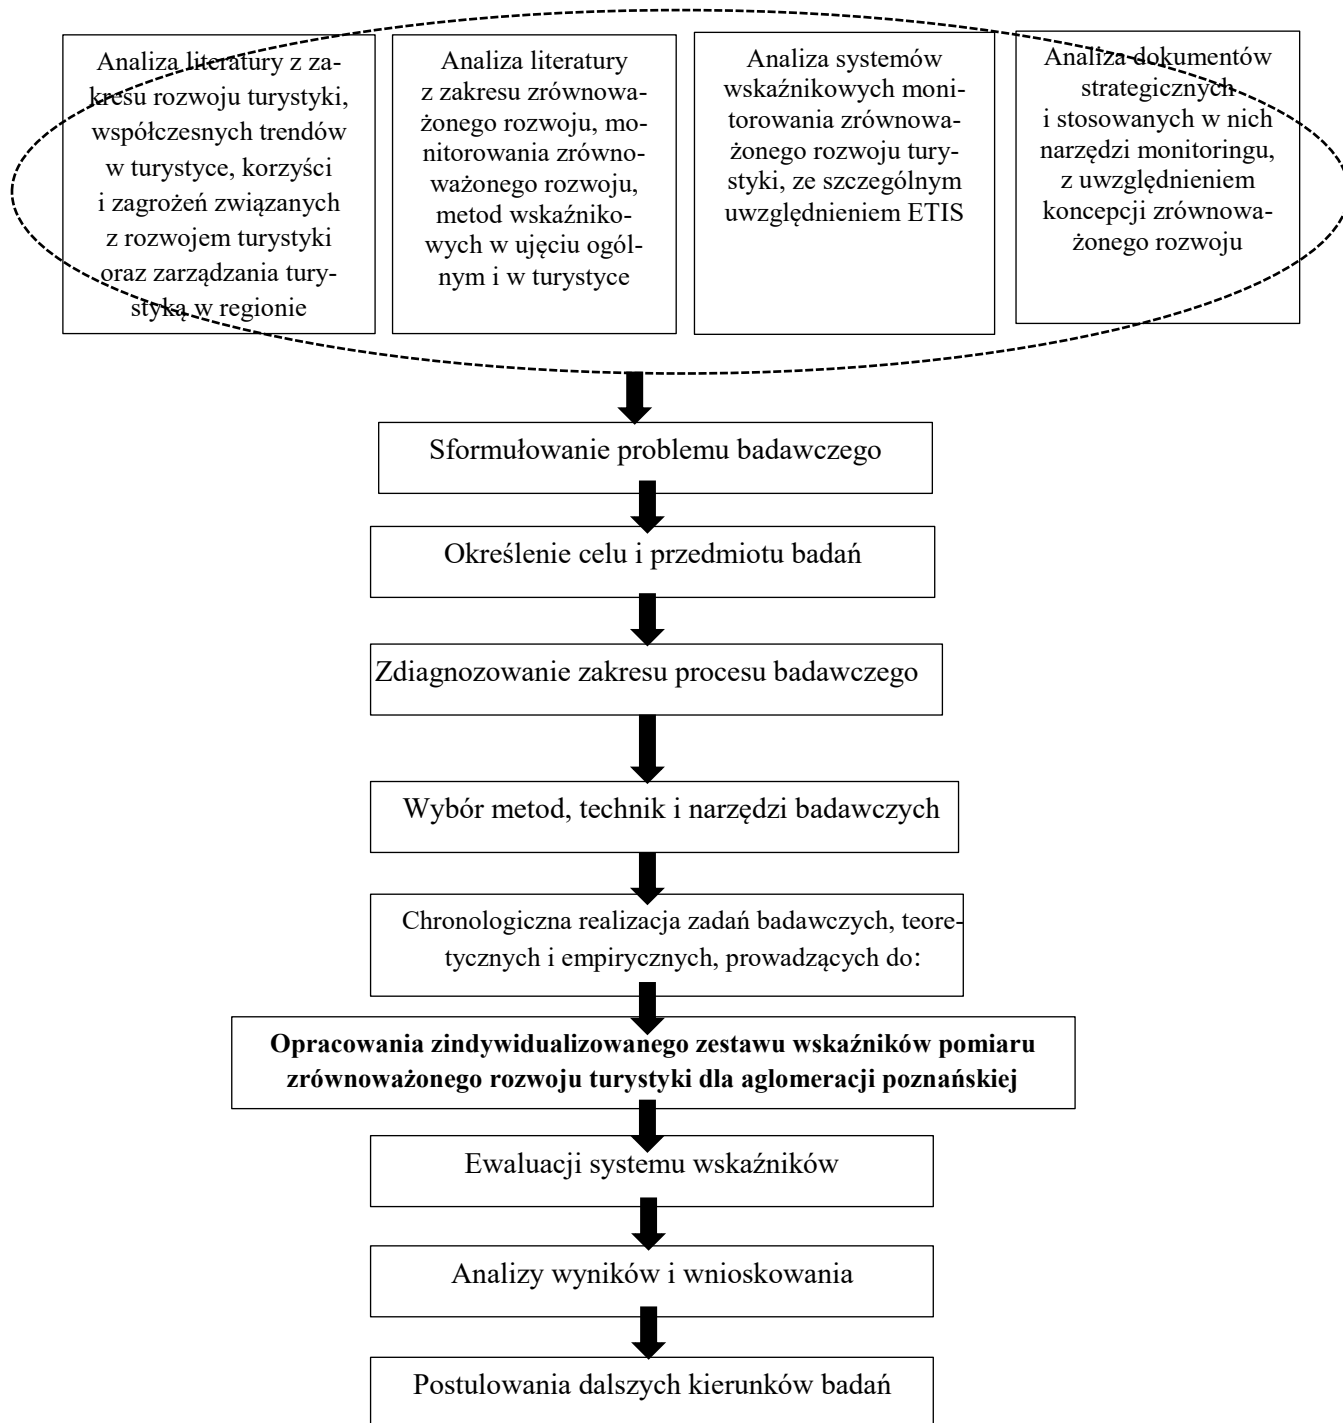 Analiza literatury z za-
kresu rozwoju turystyki,
współczesnych trendów
w turystyce, korzyści
i zagrożeń związanych
z rozwojem turystyki
oraz zarządzania tury-
styką w regionie
Analiza literatury
z zakresu zrównowa-
żonego rozwoju, mo-
nitorowania zrówno-
ważonego rozwoju,
metod wskaźniko-
wych w ujęciu ogól-
nym i w turystyce
Analiza systemów
wskaźnikowych moni-
torowania zrównowa-
żonego rozwoju tury-
styki, ze szczególnym
uwzględnieniem ETIS
Analiza dokumentów
strategicznych
i stosowanych w nich
narzędzi monitoringu,
z uwzględnieniem
koncepcji zrównowa-
żonego rozwoju
Sformułowanie problemu badawczego
Określenie celu i przedmiotu badań
Zdiagnozowanie zakresu procesu badawczego
Wybór metod, technik i narzędzi badawczych
Chronologiczna realizacja zadań badawczych, teore-
tycznych i empirycznych, prowadzących do:
Opracowania zindywidualizowanego zestawu wskaźników pomiaru
zrównoważonego rozwoju turystyki dla aglomeracji poznańskiej
Ewaluacji systemu wskaźników
Analizy wyników i wnioskowania
Postulowania dalszych kierunków badań